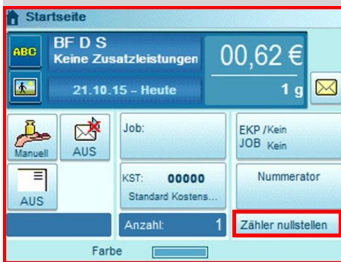 Startseite
ABC
BF D S
Keine Zusatzleistungen
00,62 €
21.10.15 – Heute
1 g
Manuell
AUS
Job:
EKP /Kein
JOB Kein
AUS
KST: 00000
Standard Kostens...
Nummerator
Anzahl: 1
Zähler nullstellen
Farbe